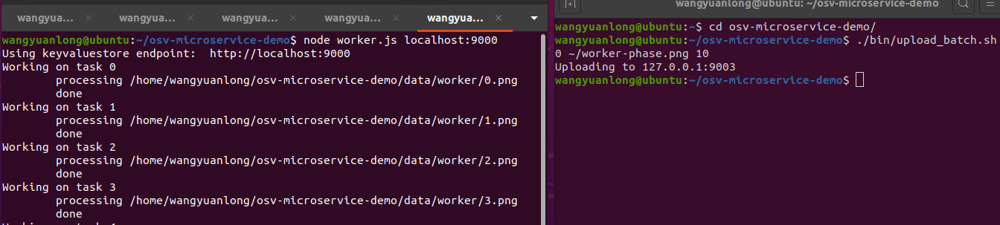 wangyua...
wangyua...
wangyua...
wangyua...
wangyua...
wangyuanlong@ubuntu:~/osv-microservice-demo$ node worker.js localhost:9000
Using keyvaluestore endpoint:  http://localhost:9000
Working on task 0
        processing /home/wangyuanlong/osv-microservice-demo/data/worker/0.png
        done
Working on task 1
        processing /home/wangyuanlong/osv-microservice-demo/data/worker/1.png
        done
Working on task 2
        processing /home/wangyuanlong/osv-microservice-demo/data/worker/2.png
        done
Working on task 3
        processing /home/wangyuanlong/osv-microservice-demo/data/worker/3.png
        done
wangyuanlong@ubuntu: ~/osv-microservice-demo
wangyuanlong@ubuntu:~$ cd osv-microservice-demo/
wangyuanlong@ubuntu:~/osv-microservice-demo$ ./bin/upload_batch.sh
0 ~/worker-phase.png 10
Uploading to 127.0.0.1:9003
wangyuanlong@ubuntu:~/osv-microservice-demo$